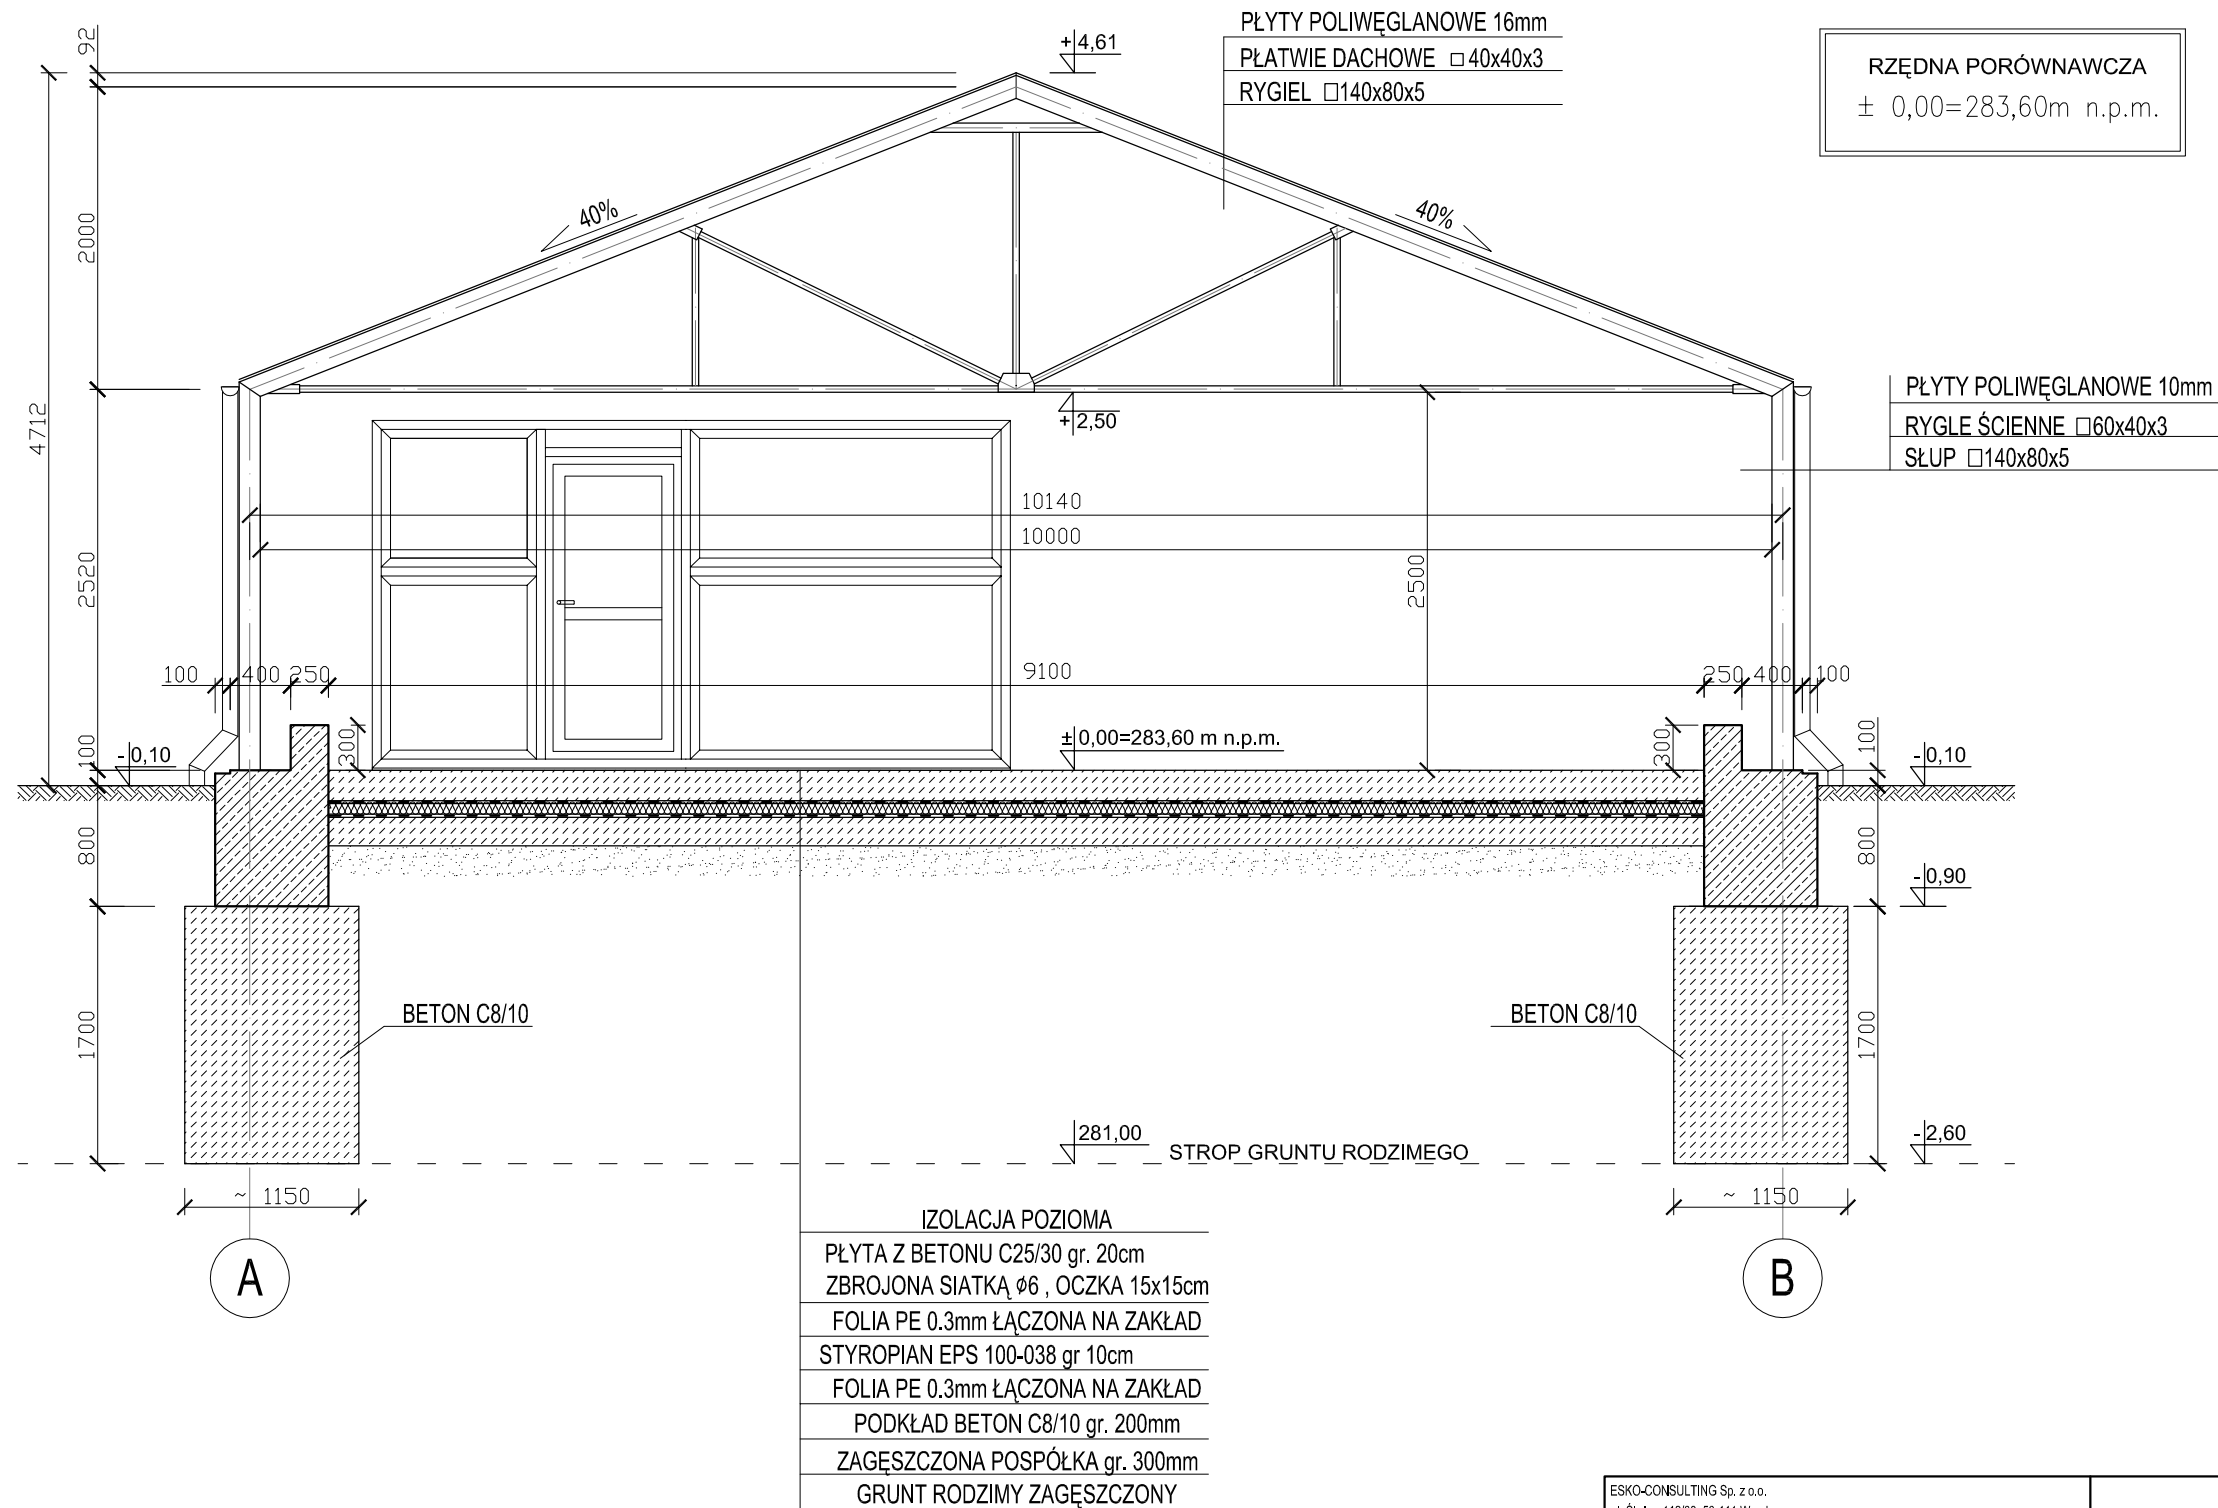 PŁYTY POLIWĘGLANOWE 16mm
PŁATWIE DACHOWE □ 40x40x3
RYGIEL □140x80x5
RZĘDNA PORÓWNAWCZA
± 0,00=283,60m n.p.m.
+4,61
92
2000
4712
2520
100
800
1700
40%
40%
+2,50
PŁYTY POLIWĘGLANOWE 10mm
RYGLE ŚCIENNE □60x40x3
SŁUP □140x80x5
10140
10000
2500
100 400 250
9100
250 400 100
300
300
-0,10
±0,00=283,60 m n.p.m.
100
-0,10
800
-0,90
1700
BETON C8/10
BETON C8/10
281,00
STROP GRUNTU RODZIMEGO
-2,60
~ 1150
~ 1150
A
B
IZOLACJA POZIOMA
PŁYTA Z BETONU C25/30 gr. 20cm
ZBROJONA SIATKĄ ϕ6 , OCZKA 15x15cm
FOLIA PE 0.3mm ŁĄCZONA NA ZAKŁAD
STYROPIAN EPS 100-038 gr 10cm
FOLIA PE 0.3mm ŁĄCZONA NA ZAKŁAD
PODKŁAD BETON C8/10 gr. 200mm
ZAGĘSZCZONA POSPÓŁKA gr. 300mm
GRUNT RODZIMY ZAGĘSZCZONY
ESKO-CONSULTING Sp. z o.o.